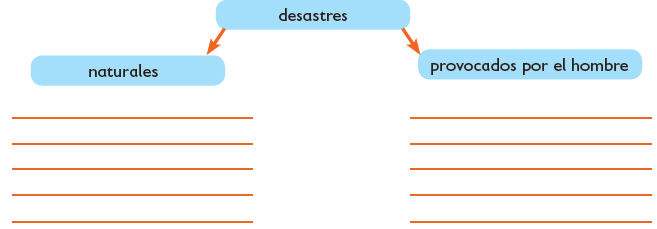 desastres
naturales
provocados por el hombre